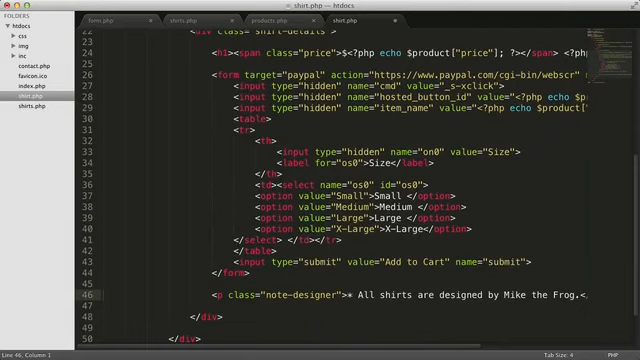 shirt.php — htdocs
FOLDERS
htdocs
css
img
inc
contact.php
favicon.ico
index.php
shirt.php
shirts.php
form.php
shirts.php
products.php
shirt.php
22 <div class="shirt-details">
23
24 <h1><span class="price">$<?php echo $product["price"]; ?></span> <?php
25
26 <form target="paypal" action="https://www.paypal.com/cgi-bin/webscr"
27 <input type="hidden" name="cmd" value="_s-xclick">
28 <input type="hidden" name="hosted_button_id" value="<?php echo $pro
29 <input type="hidden" name="item_name" value="<?php echo $product["
30 <table>
31 <tr>
32 <th>
33 <input type="hidden" name="on0" value="Size">
34 <label for="os0">Size</label>
35 </th>
36 <td><select name="os0" id="os0">
37 <option value="Small">Small </option>
38 <option value="Medium">Medium </option>
39 <option value="Large">Large </option>
40 <option value="X-Large">X-Large</option>
41 </select> </td></tr>
42 </table>
43 <input type="submit" value="Add to Cart" name="submit">
44 </form>
45
46 <p class="note-designer">* All shirts are designed by Mike the Frog.</
47
48 </div>
49
50 </div>
Line 46, Column 1
Tab Size: 4
PHP